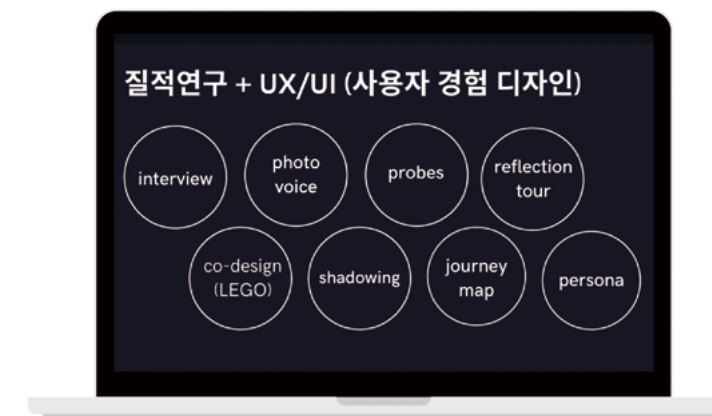 질적연구 + UX/UI (사용자 경험 디자인)
interview
photo
voice
probes
reflection
tour
co-design
(LEGO)
shadowing
journey
map
persona